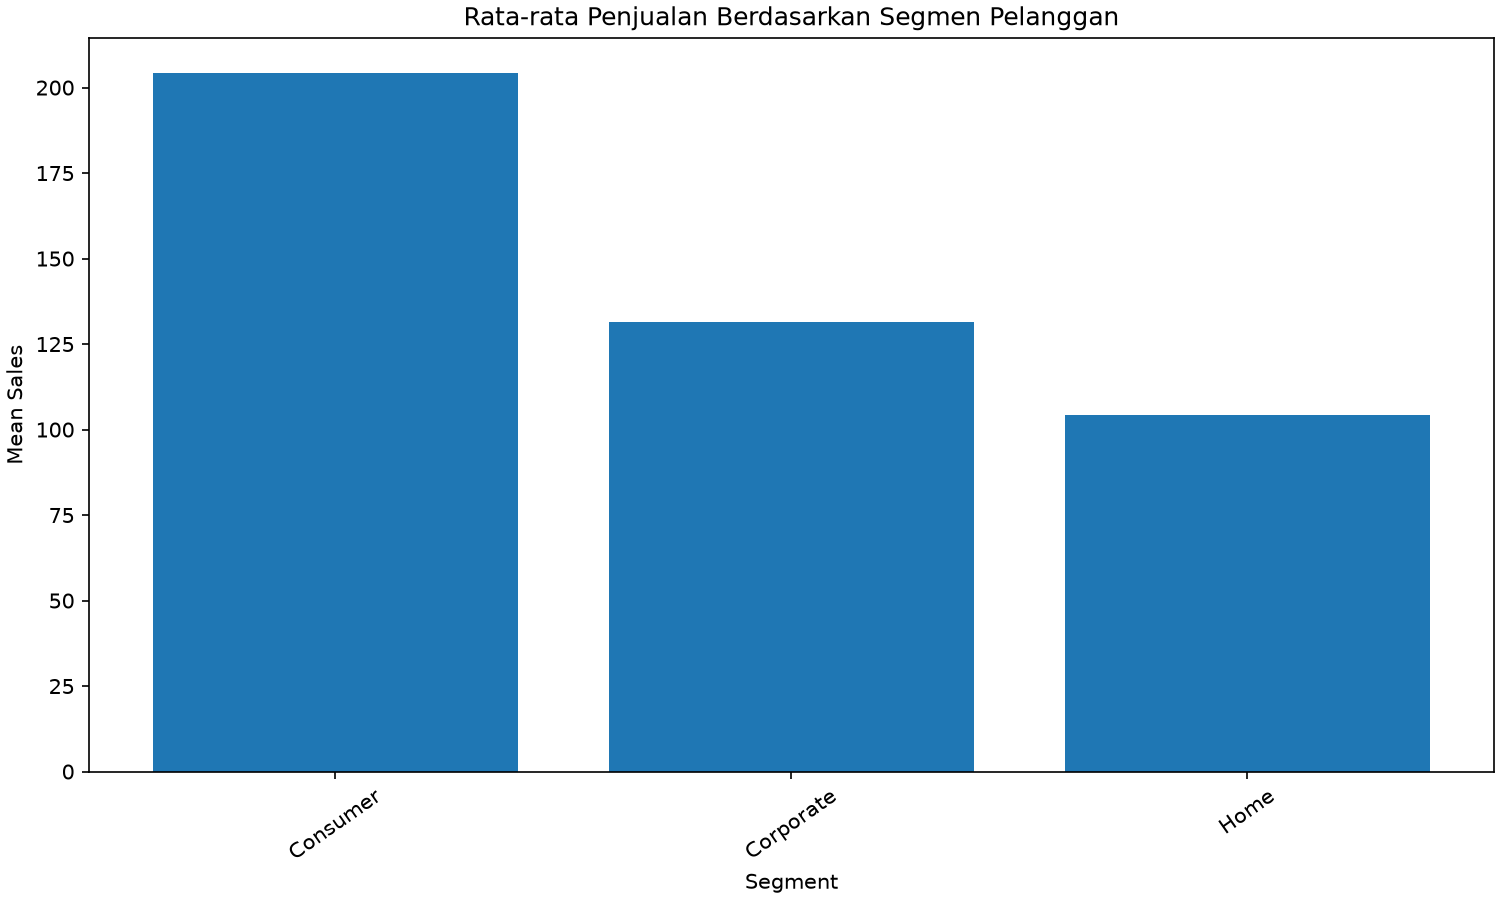 Rata-rata Penjualan Berdasarkan Segmen Pelanggan
Mean Sales
200
175
150
125
100
75
50
25
0
Consumer
Corporate
Home
Segment